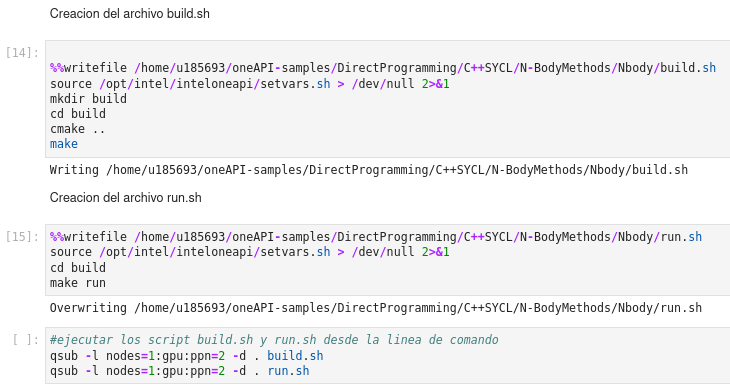 Creacion del archivo build.sh
[14]:
%%writefile /home/u185693/oneAPI-samples/DirectProgramming/C++SYCL/N-BodyMethods/Nbody/build.sh
source /opt/intel/inteloneapi/setvars.sh > /dev/null 2>&1
mkdir build
cd build
cmake ..
make
Writing /home/u185693/oneAPI-samples/DirectProgramming/C++SYCL/N-BodyMethods/Nbody/build.sh
Creacion del archivo run.sh
[15]: %%writefile /home/u185693/oneAPI-samples/DirectProgramming/C++SYCL/N-BodyMethods/Nbody/run.sh
source /opt/intel/inteloneapi/setvars.sh > /dev/null 2>&1
cd build
make run
Overwriting /home/u185693/oneAPI-samples/DirectProgramming/C++SYCL/N-BodyMethods/Nbody/run.sh
[ ]: #ejecutar los script build.sh y run.sh desde la linea de comando
qsub -l nodes=1:gpu:ppn=2 -d . build.sh
qsub -l nodes=1:gpu:ppn=2 -d . run.sh